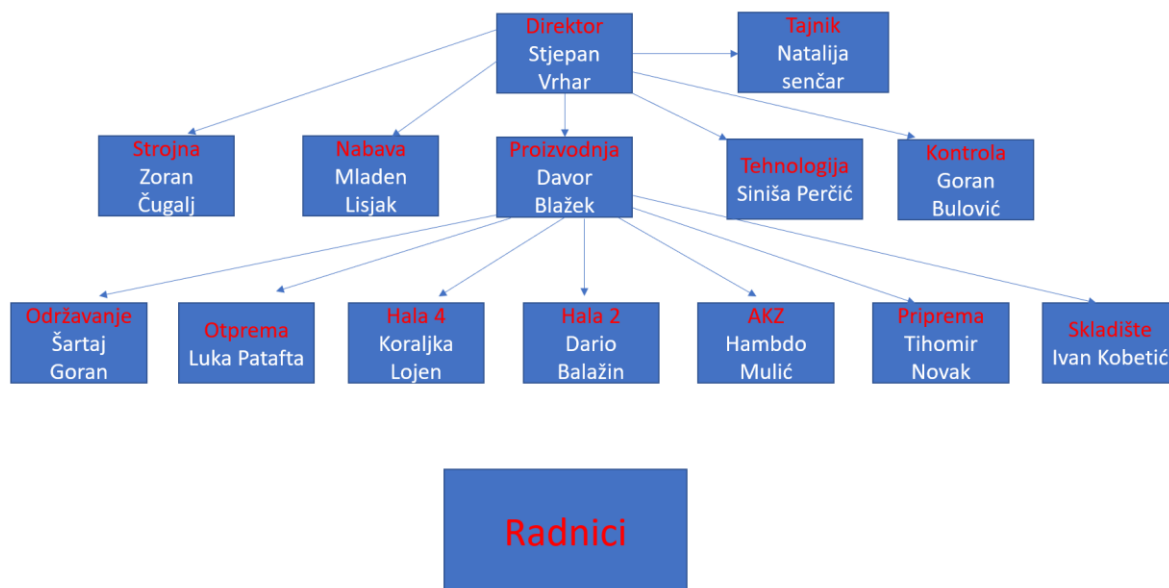 Direktor
Stjepan
Vrhar
Tajnik
Natalija
senčar
Strojna
Zoran
Čugalj
Nabava
Mladen
Lisjak
Proizvodnja
Davor
Blažek
Tehnologija
Siniša Perčić
Kontrola
Goran
Bulović
Održavanje
Šartaj
Goran
Otprema
Luka Patafta
Hala 4
Koraljka
Lojen
Hala 2
Dario
Balažin
AKZ
Hambdo
Mulić
Priprema
Tihomir
Novak
Skladište
Ivan Kobetić
Radnici